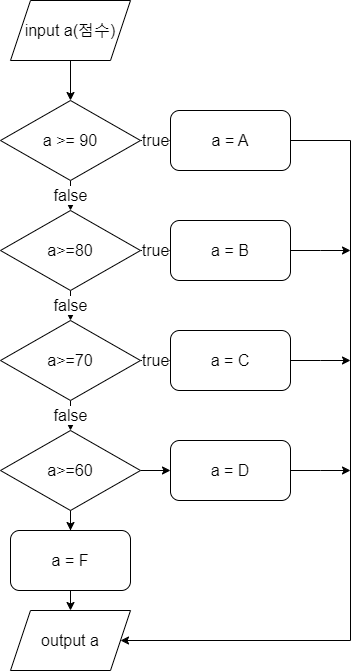 input a(점수)
a >= 90
true
a = A
false
a>=80
true
a = B
false
a>=70
true
a = C
false
a>=60
a = D
a = F
output a